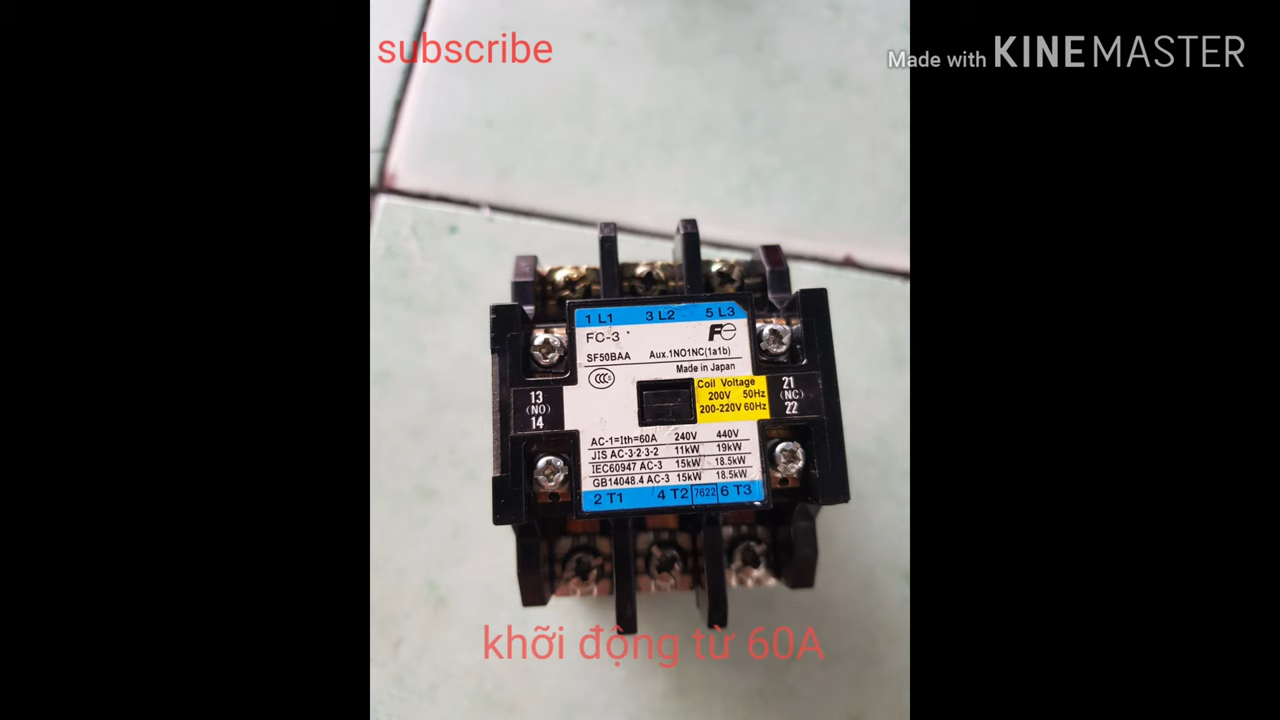 subscribe
Made with KINEMASTER
1 L1 3 L2 5 L3
FC-3 Fe
SF50BAA Aux.1NO1NC(1a1b)
Made in Japan
CCC
Coil Voltage
200V 50Hz
200-220V 60Hz
13
(NO)
14
21
(NC)
22
AC-1=Ith=60A 240V 440V
JIS AC-3·2·3-2 11kW 19kW
IEC60947 AC-3 15kW 18.5kW
GB14048.4 AC-3 15kW 18.5kW
2 T1 4 T2 7622 6 T3
khỡi động từ 60A